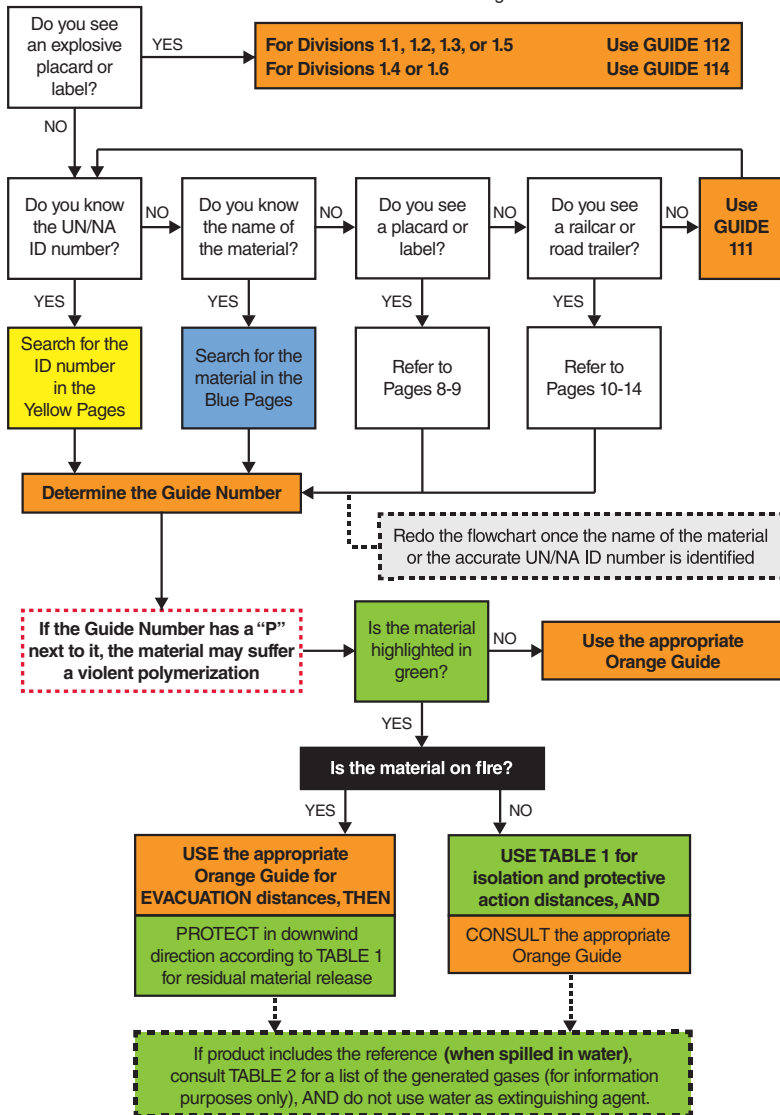 Do you see
an explosive
placard or
label?
YES
For Divisions 1.1, 1.2, 1.3, or 1.5 Use GUIDE 112
For Divisions 1.4 or 1.6 Use GUIDE 114
NO
Do you know
the UN/NA
ID number?
NO
Do you know
the name of
the material?
NO
Do you see
a placard or
label?
NO
Do you see
a railcar or
road trailer?
NO
Use
GUIDE
111
YES
YES
YES
YES
Search for the
ID number
in the
Yellow Pages
Search for the
material in the
Blue Pages
Refer to
Pages 8-9
Refer to
Pages 10-14
Determine the Guide Number
Redo the flowchart once the name of the material
or the accurate UN/NA ID number is identified
If the Guide Number has a “P”
next to it, the material may suffer
a violent polymerization
Is the material
highlighted in
green?
NO
Use the appropriate
Orange Guide
YES
Is the material on fire?
YES
NO
USE the appropriate
Orange Guide for
EVACUATION distances, THEN
PROTECT in downwind
direction according to TABLE 1
for residual material release
USE TABLE 1 for
isolation and protective
action distances, AND
CONSULT the appropriate
Orange Guide
If product includes the reference (when spilled in water),
consult TABLE 2 for a list of the generated gases (for information
purposes only), AND do not use water as extinguishing agent.